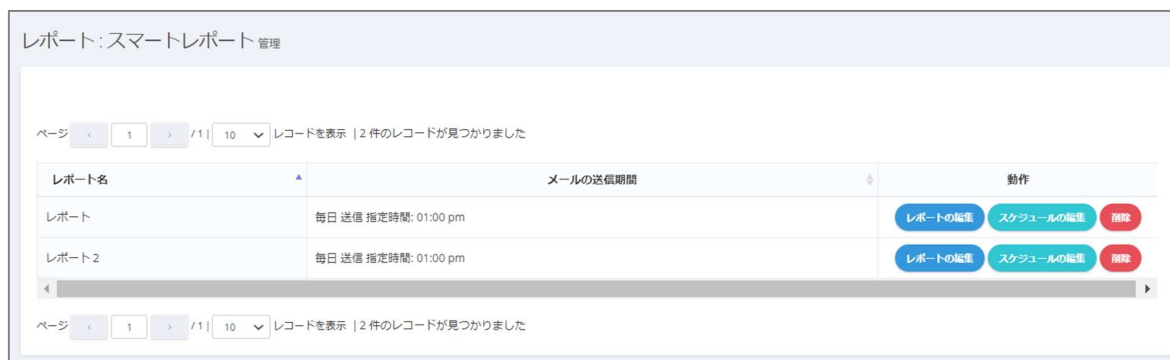 レポート : スマートレポート 管理
ページ < 1 > / 1 | 10 レコードを表示 | 2 件のレコードが見つかりました
レポート名 メールの送信期間 動作
レポート 毎日 送信 指定時間: 01:00 pm レポートの編集 スケジュールの編集 削除
レポート2 毎日 送信 指定時間: 01:00 pm レポートの編集 スケジュールの編集 削除
ページ < 1 > / 1 | 10 レコードを表示 | 2 件のレコードが見つかりました